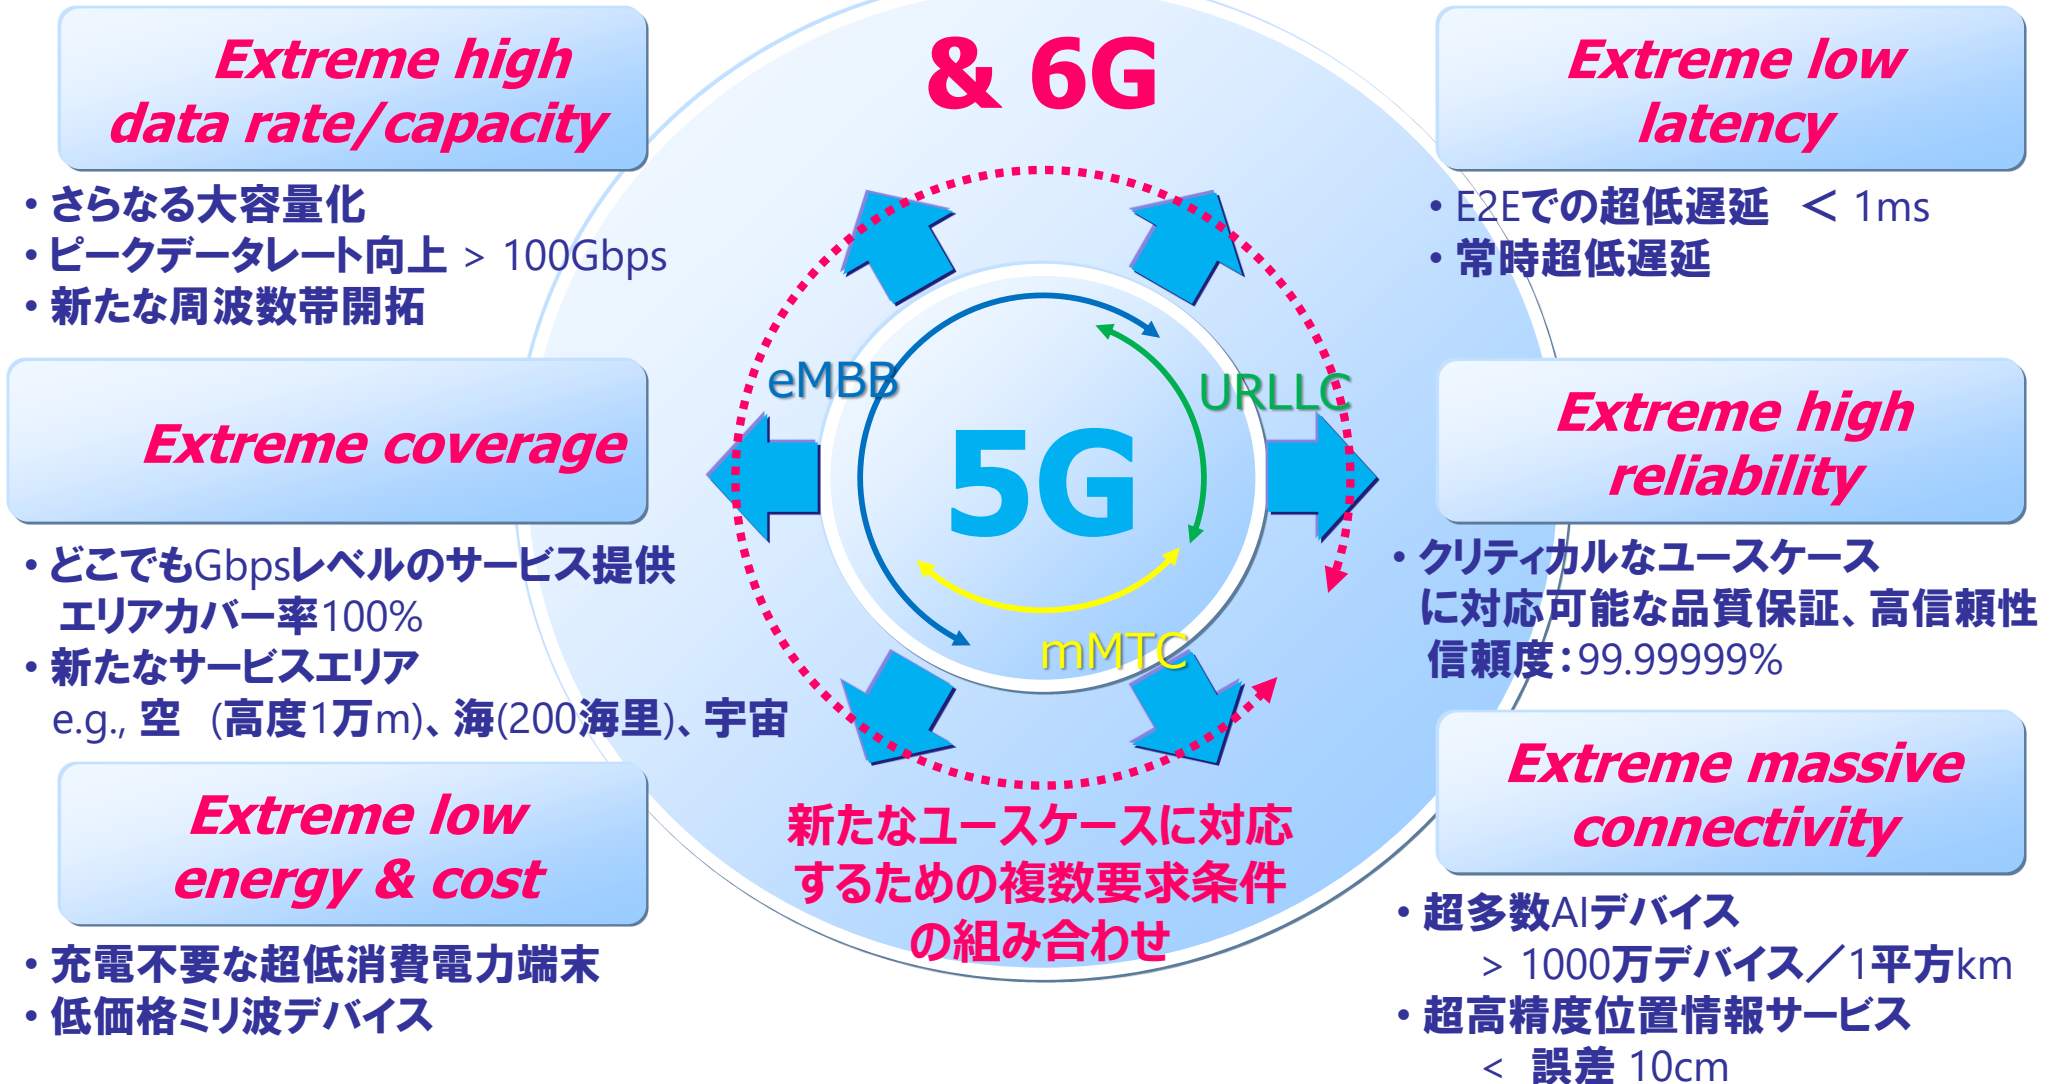 & 6G
Extreme high
data rate/capacity
・さらなる大容量化
・ピークデータレート向上 > 100Gbps
・新たな周波数帯開拓
Extreme coverage
・どこでもGbpsレベルのサービス提供
エリアカバー率100%
・新たなサービスエリア
e.g., 空 (高度1万m)、海(200海里)、宇宙
Extreme low
energy & cost
・充電不要な超低消費電力端末
・低価格ミリ波デバイス
eMBB
URLLC
5G
mMTC
新たなユースケースに対応
するための複数要求条件
の組み合わせ
Extreme low
latency
・E2Eでの超低遅延 ＜ 1ms
・常時超低遅延
Extreme high
reliability
・クリティカルなユースケース
に対応可能な品質保証、高信頼性
信頼度：99.99999%
Extreme massive
connectivity
・超多数AIデバイス
> 1000万デバイス／1平方km
・超高精度位置情報サービス
< 誤差 10cm